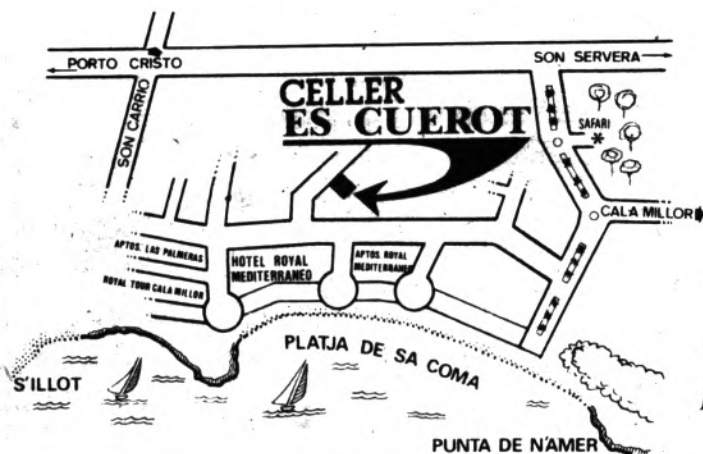 PORTO CRISTO
SON SERVERA
SON CARRIO
CELLER
ES CUEROT
SAFARI
CALA MILLOR
APTOS. LAS PALMERAS
HOTEL ROYAL
MEDITERRANEO
APTOS. ROYAL
MEDITERRANEO
ROYAL TOUR CALA MILLOR
PLATJA DE SA COMA
S'ILLOT
PUNTA DE N'AMER